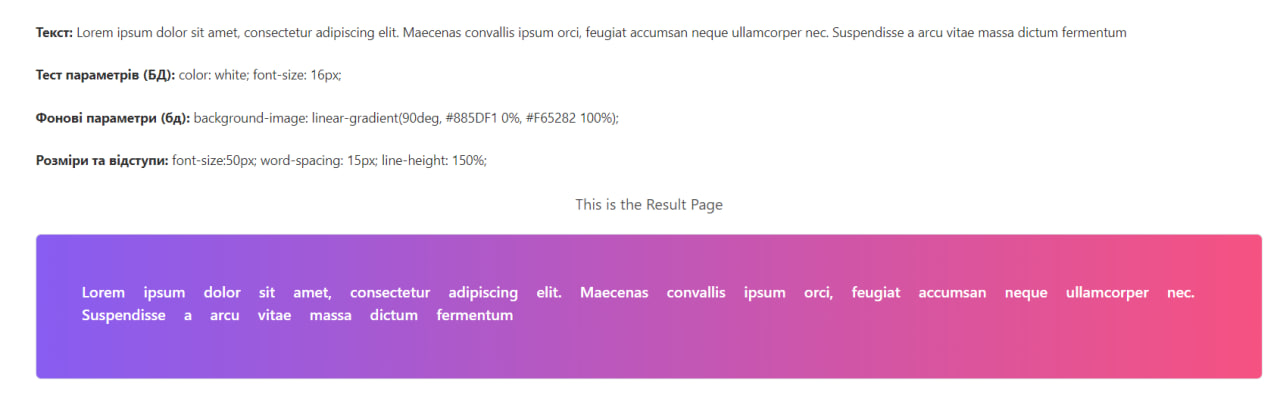 Текст: Lorem ipsum dolor sit amet, consectetur adipiscing elit. Maecenas convallis ipsum orci, feugiat accumsan neque ullamcorper nec. Suspendisse a arcu vitae massa dictum fermentum
Тест параметрів (БД): color: white; font-size: 16px;
Фонові параметри (бд): background-image: linear-gradient(90deg, #885DF1 0%, #F65282 100%);
Розміри та відступи: font-size:50px; word-spacing: 15px; line-height: 150%;
This is the Result Page
Lorem ipsum dolor sit amet, consectetur adipiscing elit. Maecenas convallis ipsum orci, feugiat accumsan neque ullamcorper nec.
Suspendisse a arcu vitae massa dictum fermentum